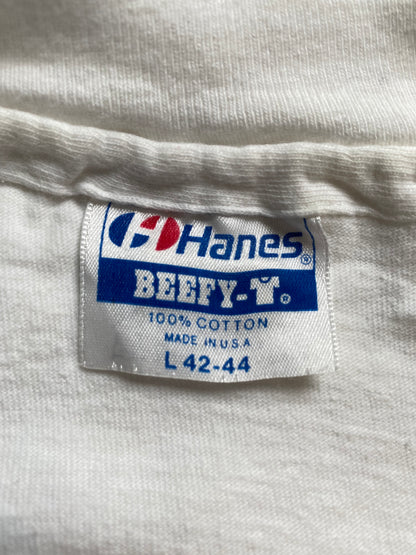 Hanes®
BEEFY-T®
100% COTTON
MADE IN U.S.A
L 42-44